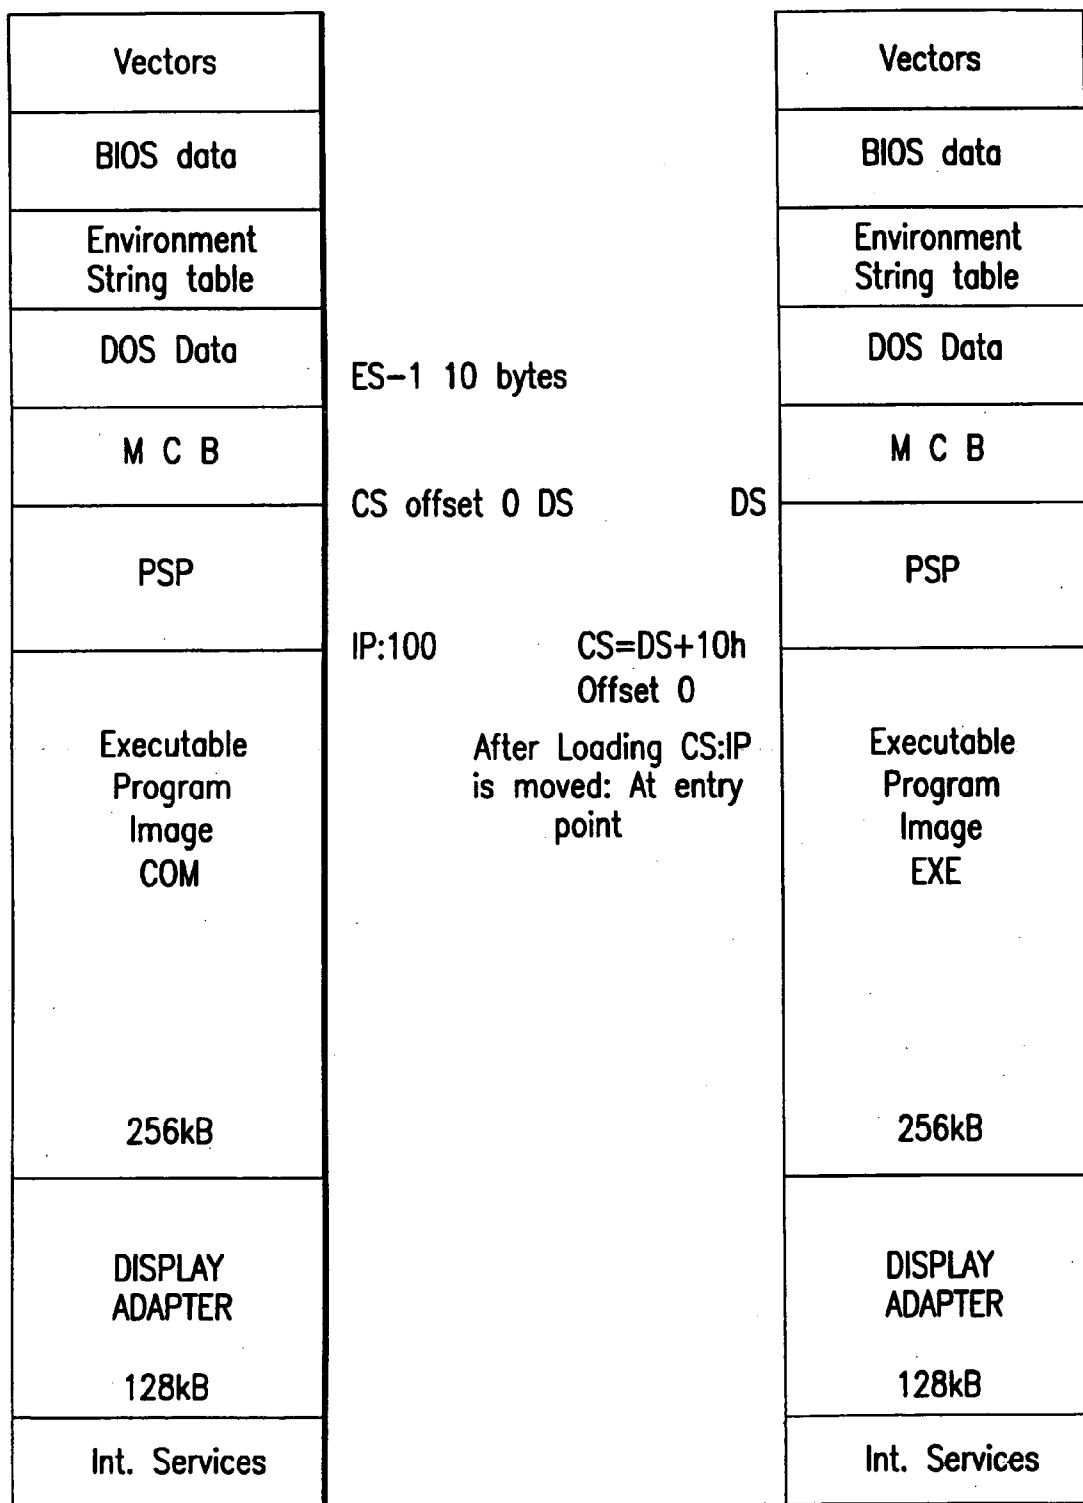 Vectors
BIOS data
Environment
String table
DOS Data
M C B
PSP
Executable
Program
Image
COM
256kB
DISPLAY
ADAPTER
128kB
Int. Services
ES-1 10 bytes
CS offset 0 DS
DS
IP:100
CS=DS+10h
Offset 0
After Loading CS:IP
is moved: At entry
point
Vectors
BIOS data
Environment
String table
DOS Data
M C B
PSP
Executable
Program
Image
EXE
256kB
DISPLAY
ADAPTER
128kB
Int. Services